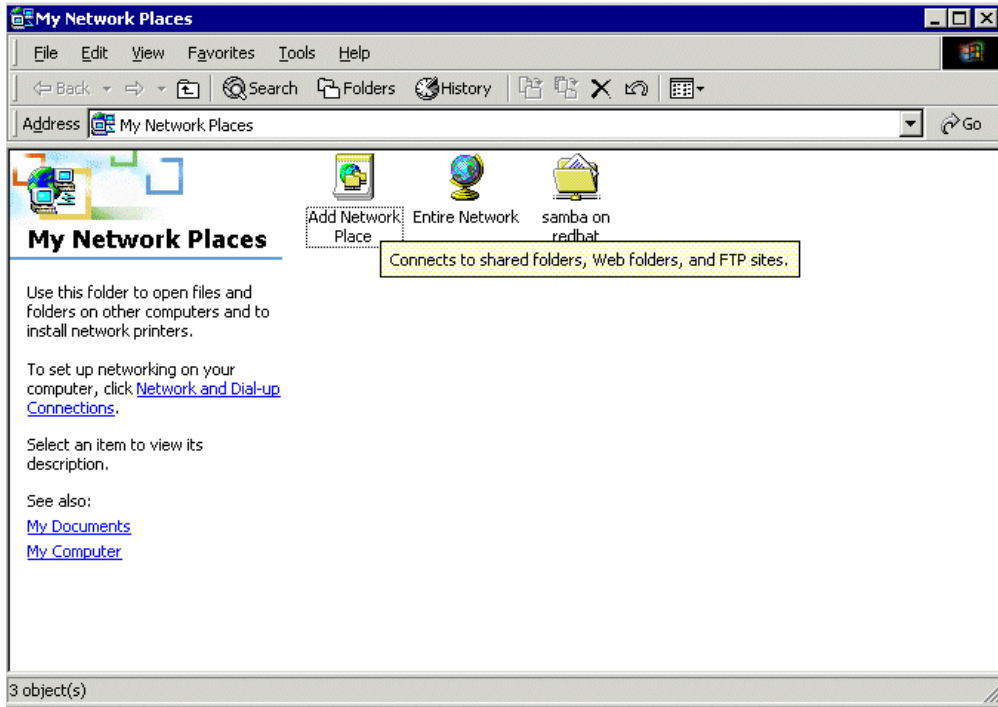 My Network Places
File Edit View Favorites Tools Help
Back Search Folders History
Address My Network Places Go
Add Network Place
Entire Network
samba on redhat
Connects to shared folders, Web folders, and FTP sites.
My Network Places
Use this folder to open files and
folders on other computers and to
install network printers.
To set up networking on your
computer, click Network and Dial-up
Connections.
Select an item to view its
description.
See also:
My Documents
My Computer
3 object(s)